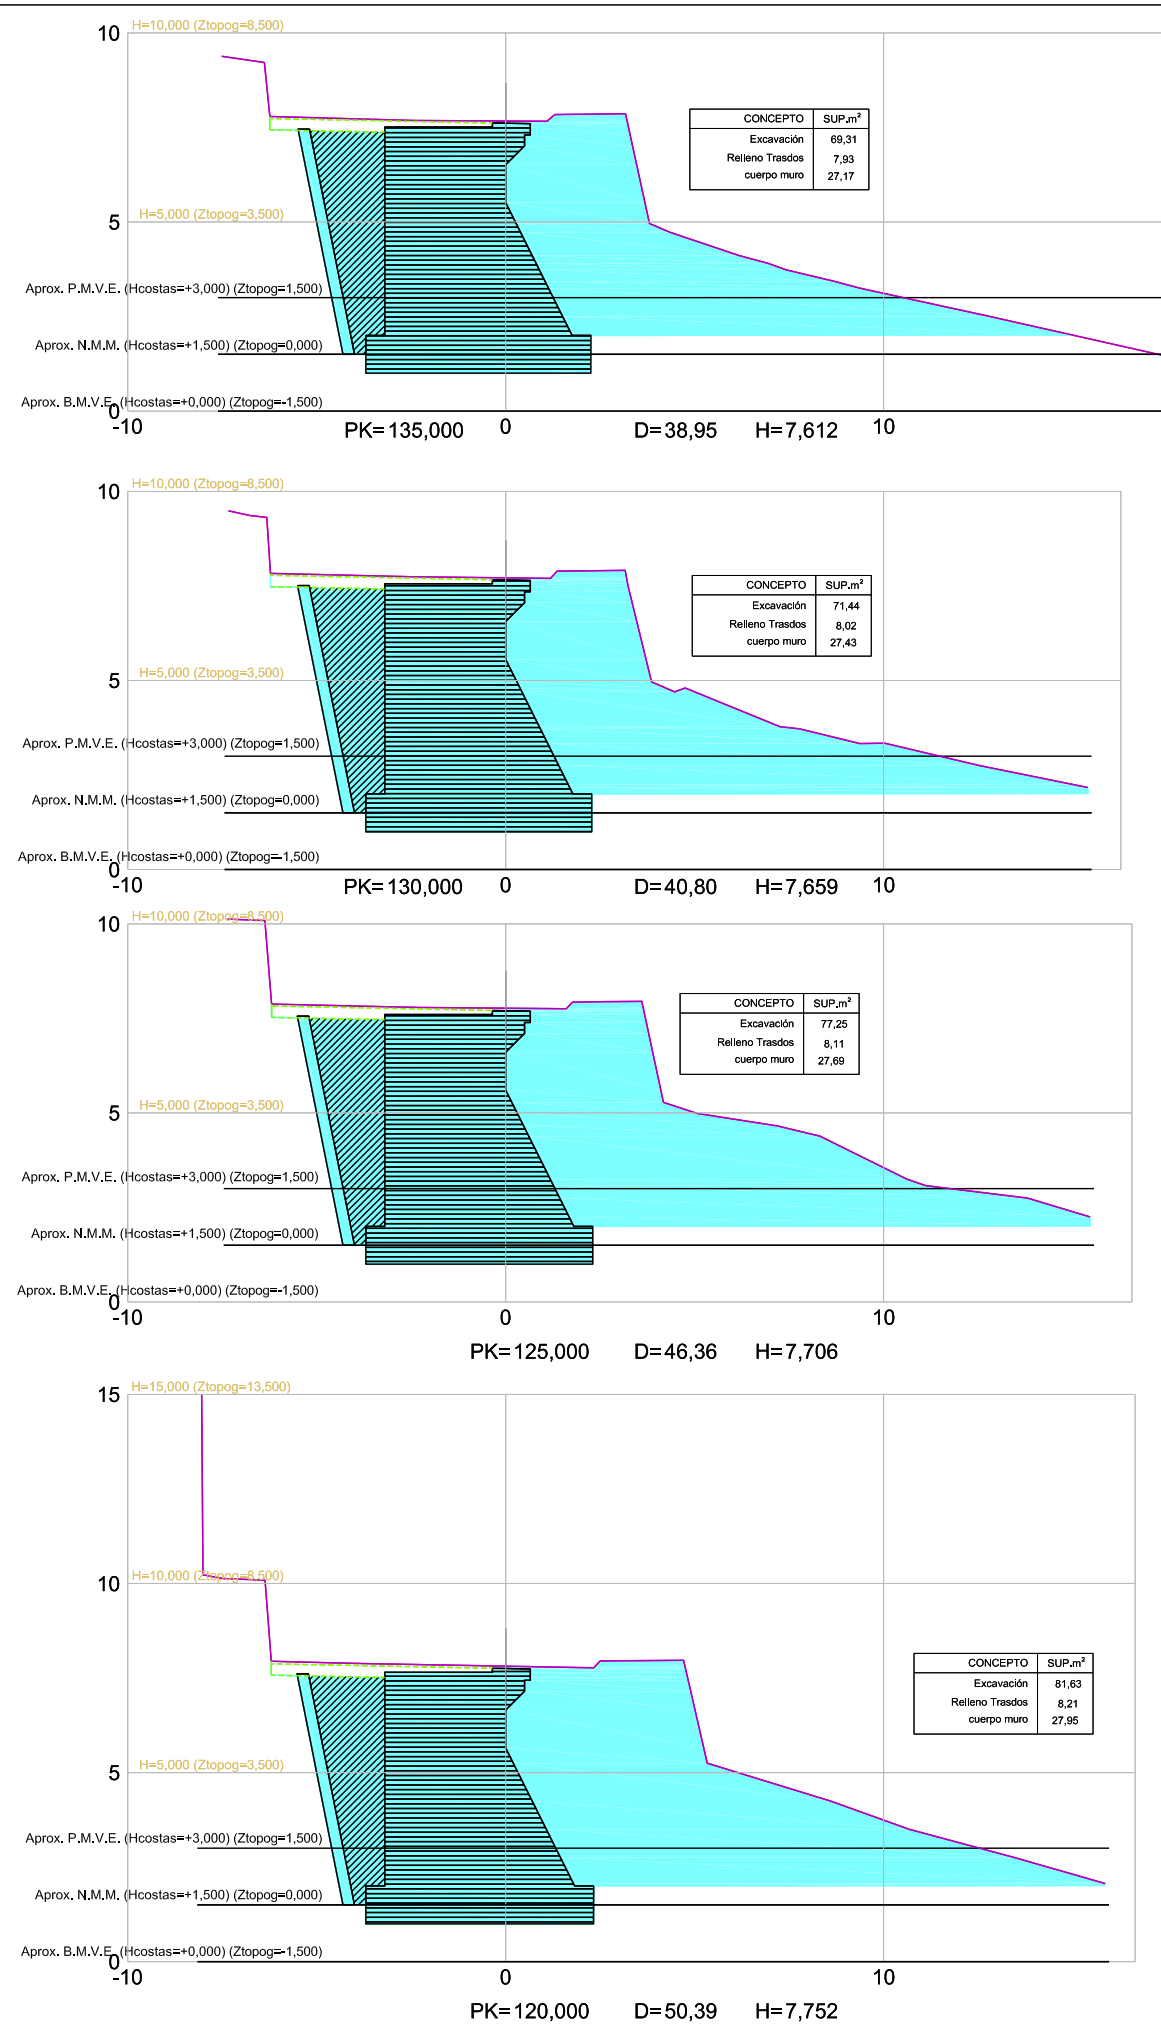 H=10,000 (Ztopog=8,500)
10
CONCEPTO SUP.m²
Excavación 69,31
Relleno Trasdos 7,93
cuerpo muro 27,17
H=5,000 (Ztopog=3,500)
5
Aprox. P.M.V.E. (Hcostas=+3,000) (Ztopog=1,500)
Aprox. N.M.M. (Hcostas=+1,500) (Ztopog=0,000)
Aprox. B.M.V.E. (Hcostas=+0,000) (Ztopog=-1,500)
0
-10 0 10
PK=135,000 D=38,95 H=7,612
H=10,000 (Ztopog=8,500)
10
CONCEPTO SUP.m²
Excavación 71,44
Relleno Trasdos 8,02
cuerpo muro 27,43
H=5,000 (Ztopog=3,500)
5
Aprox. P.M.V.E. (Hcostas=+3,000) (Ztopog=1,500)
Aprox. N.M.M. (Hcostas=+1,500) (Ztopog=0,000)
Aprox. B.M.V.E. (Hcostas=+0,000) (Ztopog=-1,500)
0
-10 0 10
PK=130,000 D=40,80 H=7,659
H=10,000 (Ztopog=8,500)
10
CONCEPTO SUP.m²
Excavación 77,25
Relleno Trasdos 8,11
cuerpo muro 27,69
H=5,000 (Ztopog=3,500)
5
Aprox. P.M.V.E. (Hcostas=+3,000) (Ztopog=1,500)
Aprox. N.M.M. (Hcostas=+1,500) (Ztopog=0,000)
Aprox. B.M.V.E. (Hcostas=+0,000) (Ztopog=-1,500)
0
-10 0 10
PK=125,000 D=46,36 H=7,706
H=15,000 (Ztopog=13,500)
15
H=10,000 (Ztopog=8,500)
10
CONCEPTO SUP.m²
Excavación 81,63
Relleno Trasdos 8,21
cuerpo muro 27,95
H=5,000 (Ztopog=3,500)
5
Aprox. P.M.V.E. (Hcostas=+3,000) (Ztopog=1,500)
Aprox. N.M.M. (Hcostas=+1,500) (Ztopog=0,000)
Aprox. B.M.V.E. (Hcostas=+0,000) (Ztopog=-1,500)
0
-10 0 10
PK=120,000 D=50,39 H=7,752